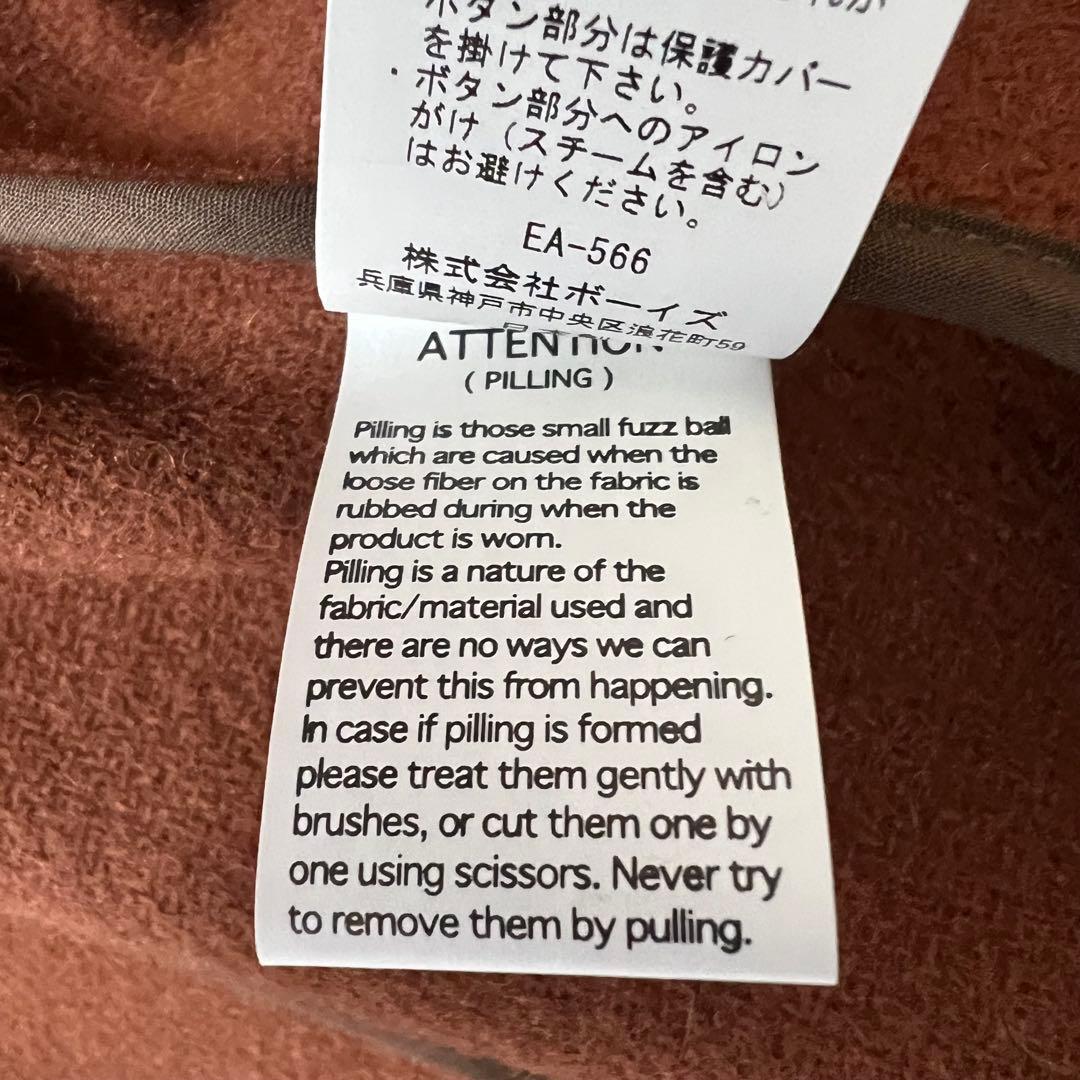 ボタン部分は保護カバー
を掛けて下さい。
・ボタン部分へのアイロン
がけ（スチームを含む）
はお避けください。
EA-566
株式会社ボーイズ
兵庫県神戸市中央区浪花町59
ATTENTION
( PILLING )
Pilling is those small fuzz ball
which are caused when the
loose fiber on the fabric is
rubbed during when the
product is worn.
Pilling is a nature of the
fabric/material used and
there are no ways we can
prevent this from happening.
In case if pilling is formed
please treat them gently with
brushes, or cut them one by
one using scissors. Never try
to remove them by pulling.